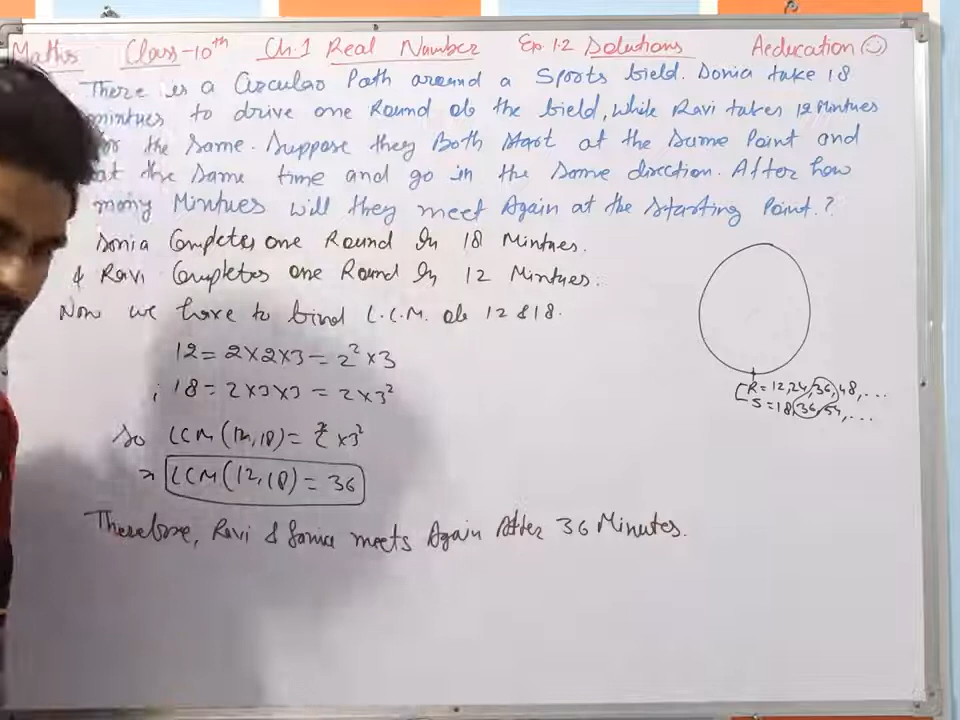 Maths Class-10th Ch.1 Real Number Ex 1.2 Solutions Aeducation
There is a Circular Path around a Sports field. Sonia take 18
mintues to drive one Round of the field, while Ravi takes 12 Mintues
for the Same. Suppose they Both Start at the Same Point and
at the Same time and go in the Same direction. After how
many Mintues will they meet Again at the Starting Point.?
Sonia Completes one Round In 18 Mintues.
& Ravi Completes one Round In 12 Mintues.
Now we have to find L.C.M. of 12 & 18.
12 = 2×2×3 = 2²×3
; 18 = 2×3×3 = 2×3²
So LCM(12,18) = 2²×3²
⇒ LCM(12,18) = 36
Therefore, Ravi & Sonia meets Again After 36 Minutes.
R = 12,24,36,48,...
S = 18,36,54,...